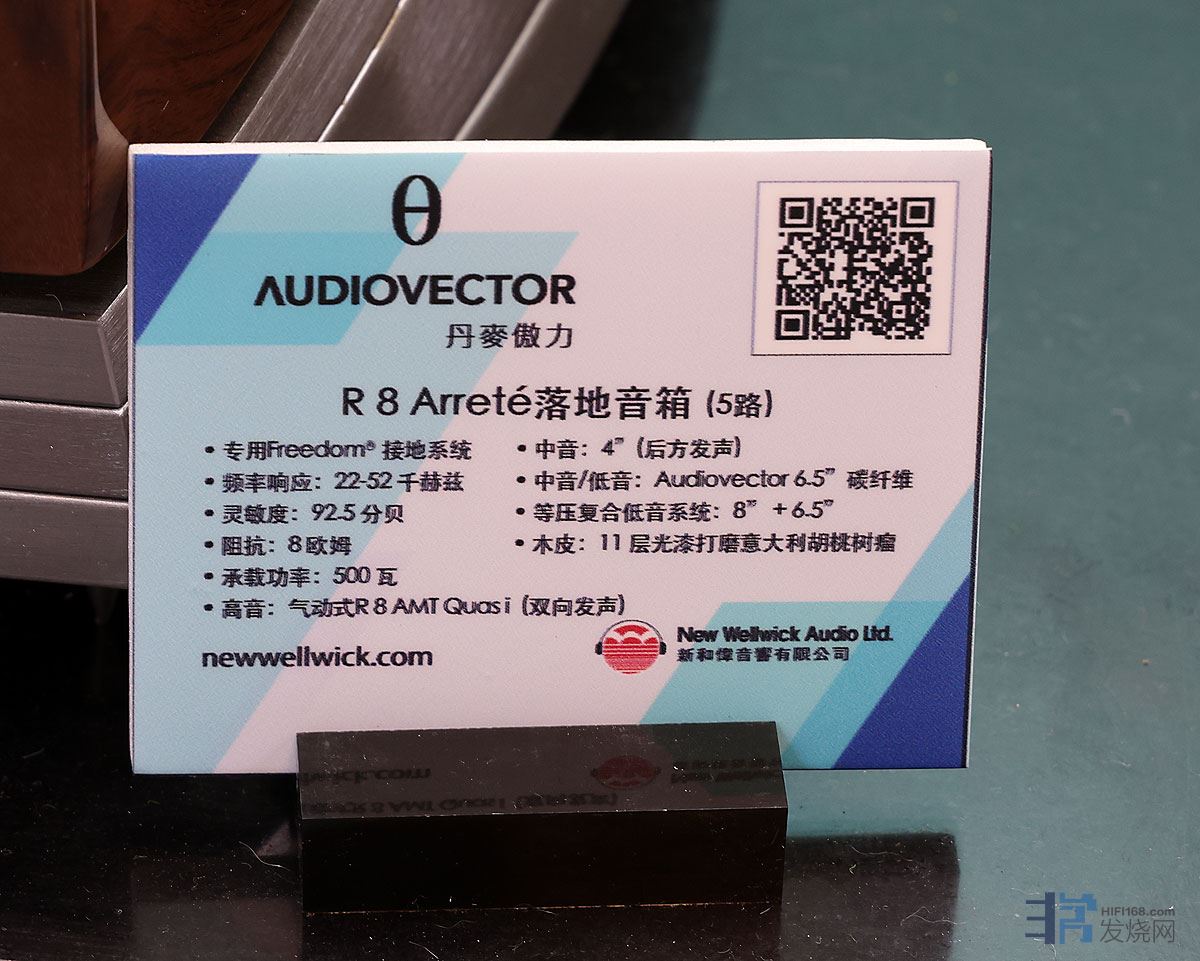 θ
AUDIOVECTOR
丹麥傲力
R 8 Arreté落地音箱 (5路)
• 专用Freedom® 接地系统
• 频率响应：22-52 千赫兹
• 灵敏度：92.5 分贝
• 阻抗：8 欧姆
• 承载功率：500 瓦
• 高音：气动式R 8 AMT Quasi (双向发声)
• 中音：4” (后方发声)
• 中音/低音：Audiovector 6.5” 碳纤维
• 等压复合低音系统：8” +6.5”
• 木皮：11 层光漆打磨意大利胡桃树瘤
newwellwick.com
New Wellwick Audio Ltd.
新和偉音響有限公司
HIFI168.com
发烧网